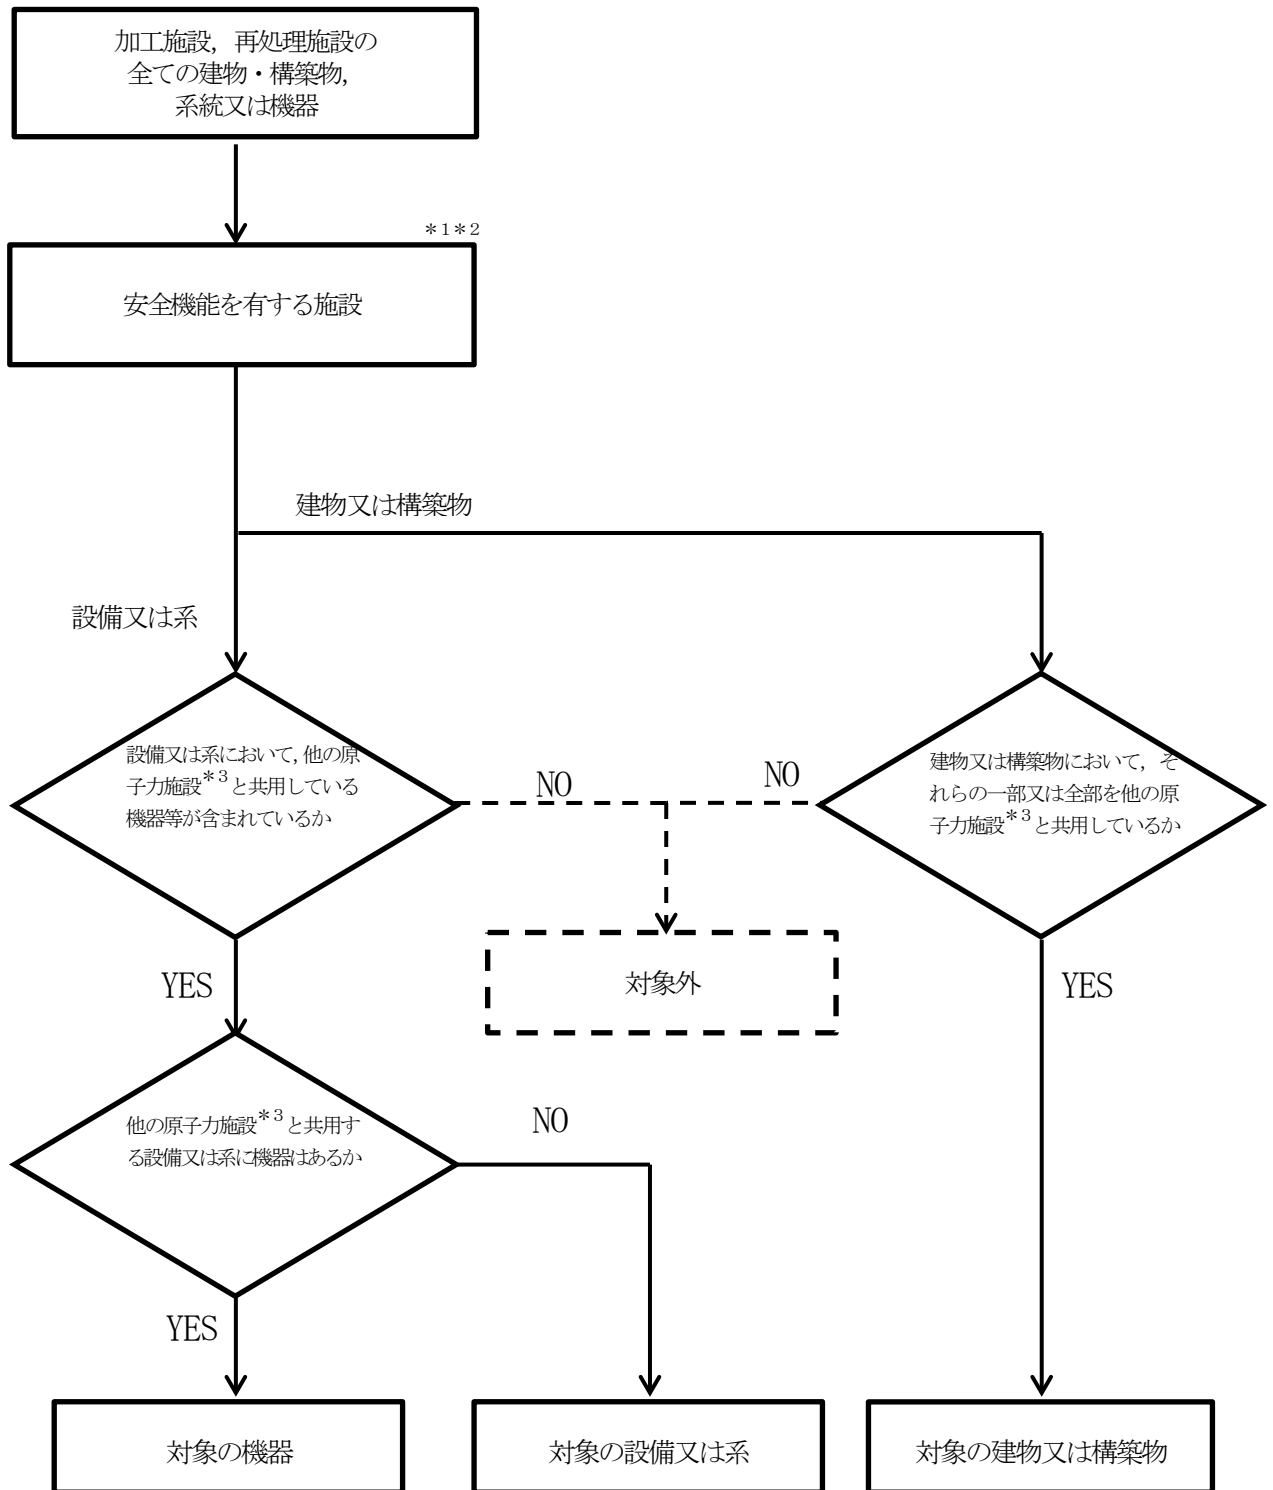 加工施設，再処理施設の
全ての建物・構築物，
系統又は機器
*1*2
安全機能を有する施設
建物又は構築物
設備又は系
設備又は系において，他の原
子力施設*3と共用している
機器等が含まれているか
NO
NO
建物又は構築物において，そ
れらの一部又は全部を他の原
子力施設*3と共用しているか
対象外
YES
YES
他の原子力施設*3と共用す
る設備又は系に機器はあるか
NO
YES
対象の機器
対象の設備又は系
対象の建物又は構築物